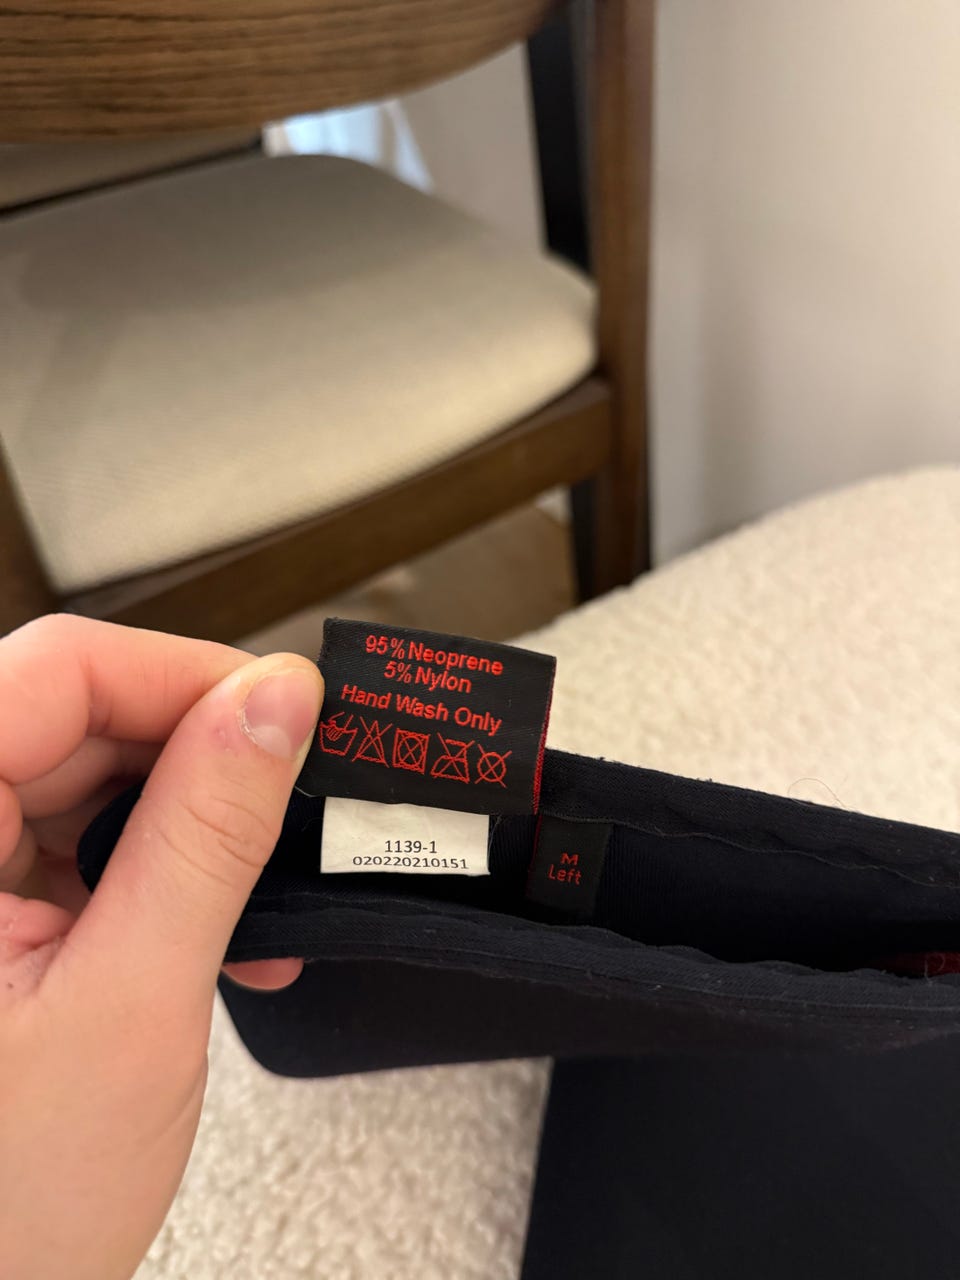 95% Neoprene
5% Nylon
Hand Wash Only
1139-1
020220210151
M
Left